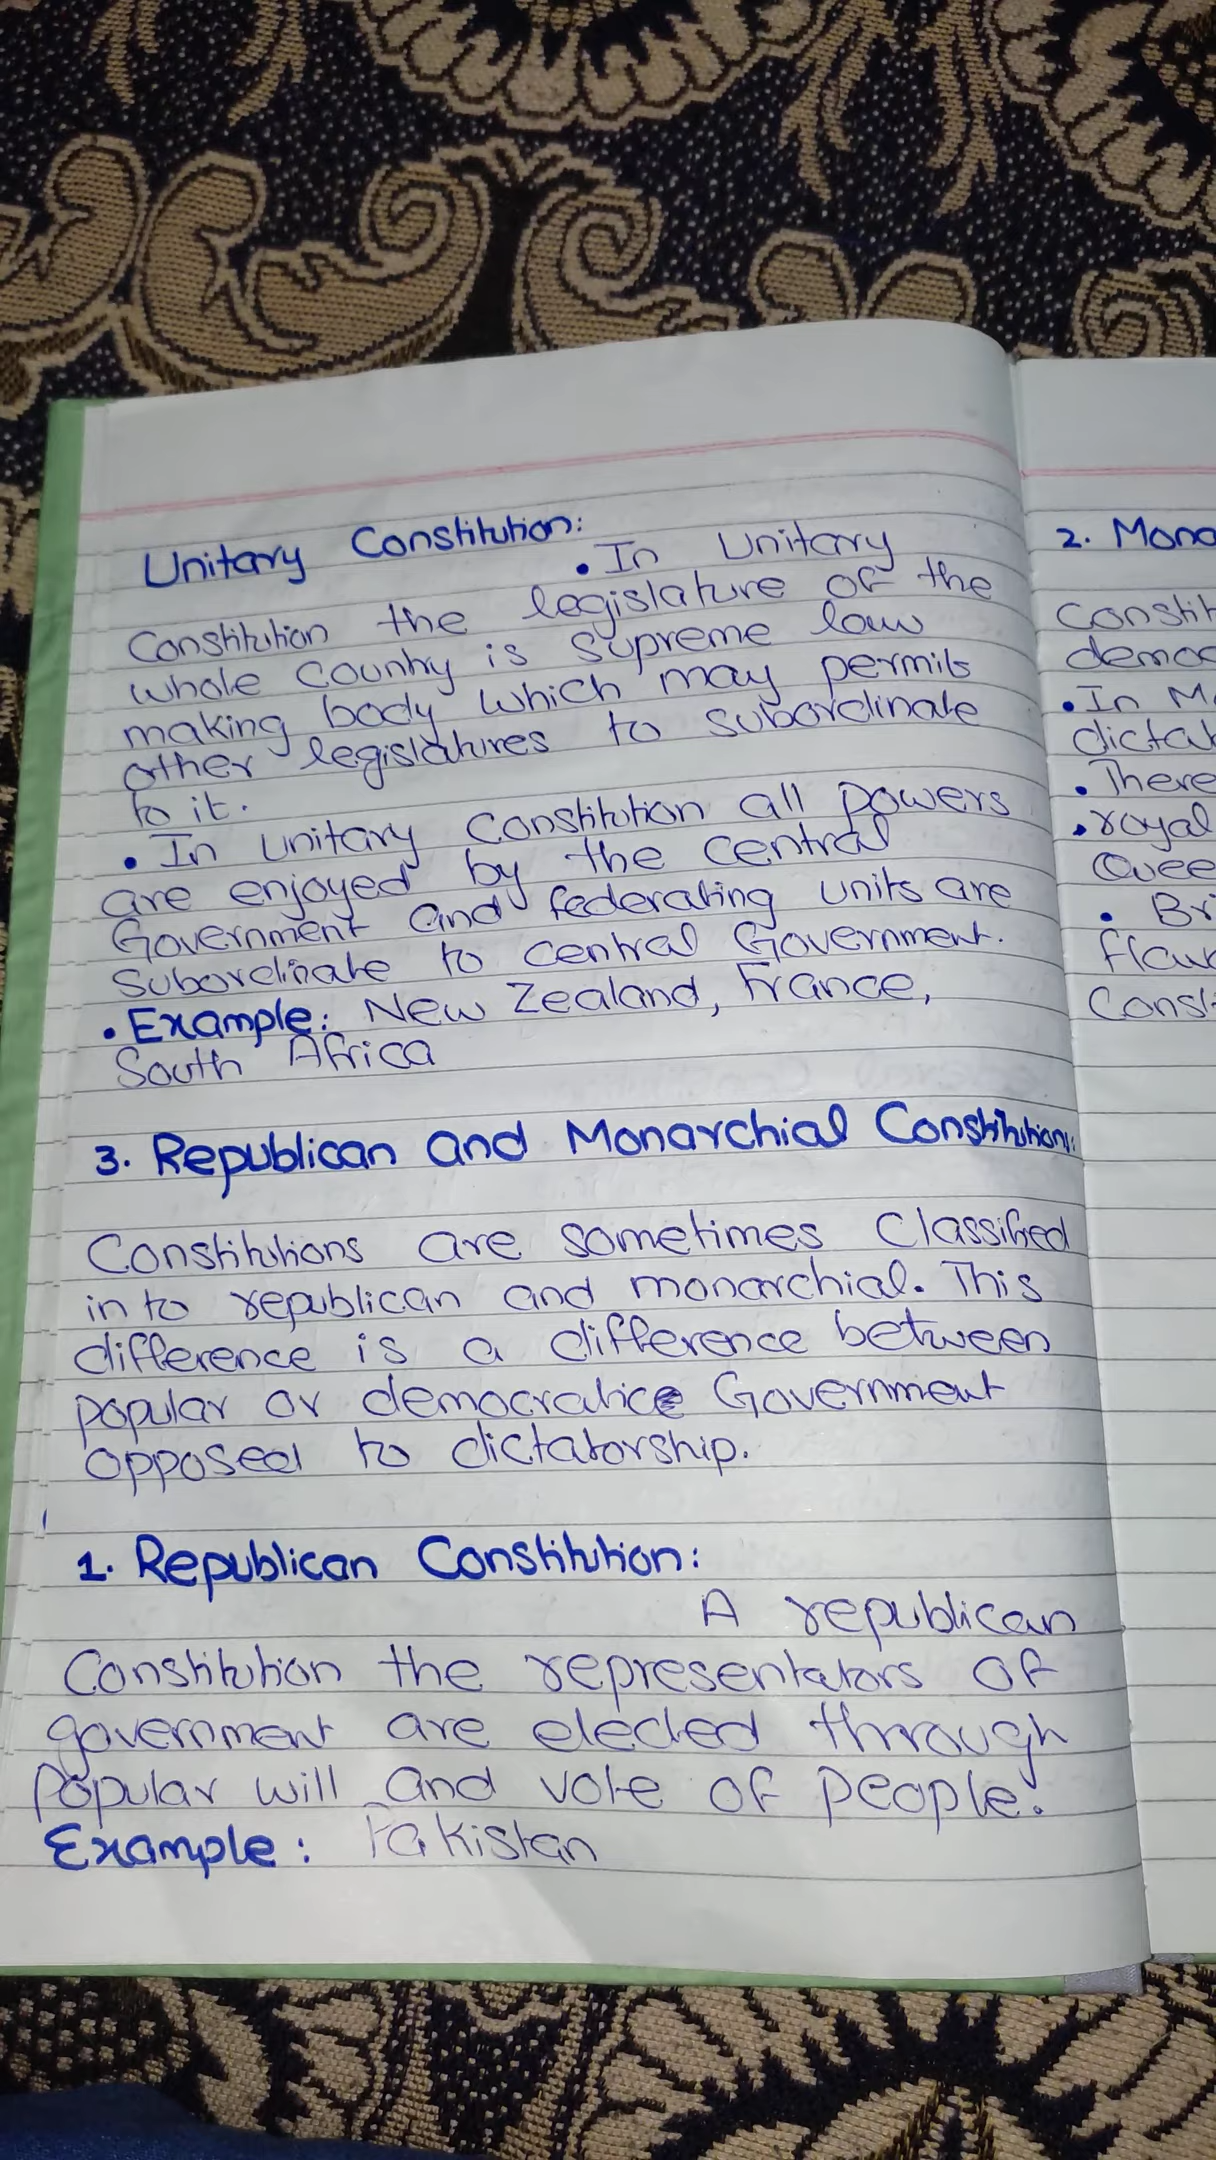 Unitary Constitution:
• In Unitary
Constitution the legislature of the
whole Country is Supreme law
making body which may permits
other legislatures to subordinate
to it.
• In unitary Constitution all powers
are enjoyed by the central
Government and federating units are
Subordinate to central Government.
• Example: New Zealand, France,
South Africa
3. Republican and Monarchial Constitutions:
Constitutions are sometimes Classified
in to republican and monarchial. This
difference is a difference between
popular or democratice Government
opposed to dictatorship.
1. Republican Constitution:
A republican
Constitution the representators of
government are elected through
Popular will and vote of people.
Example: Pakistan
2. Mona
Constit
democ
• In M
dictat
• There
• royal
Quee
• Bri
flaw
Const